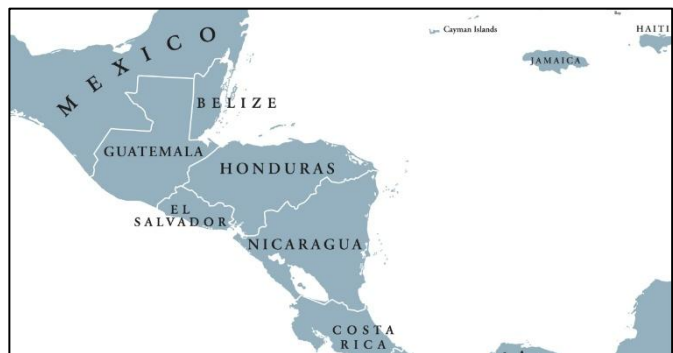 MEXICO
Cayman Islands
HAITI
JAMAICA
BELIZE
GUATEMALA
HONDURAS
EL
SALVADOR
NICARAGUA
COSTA
RICA